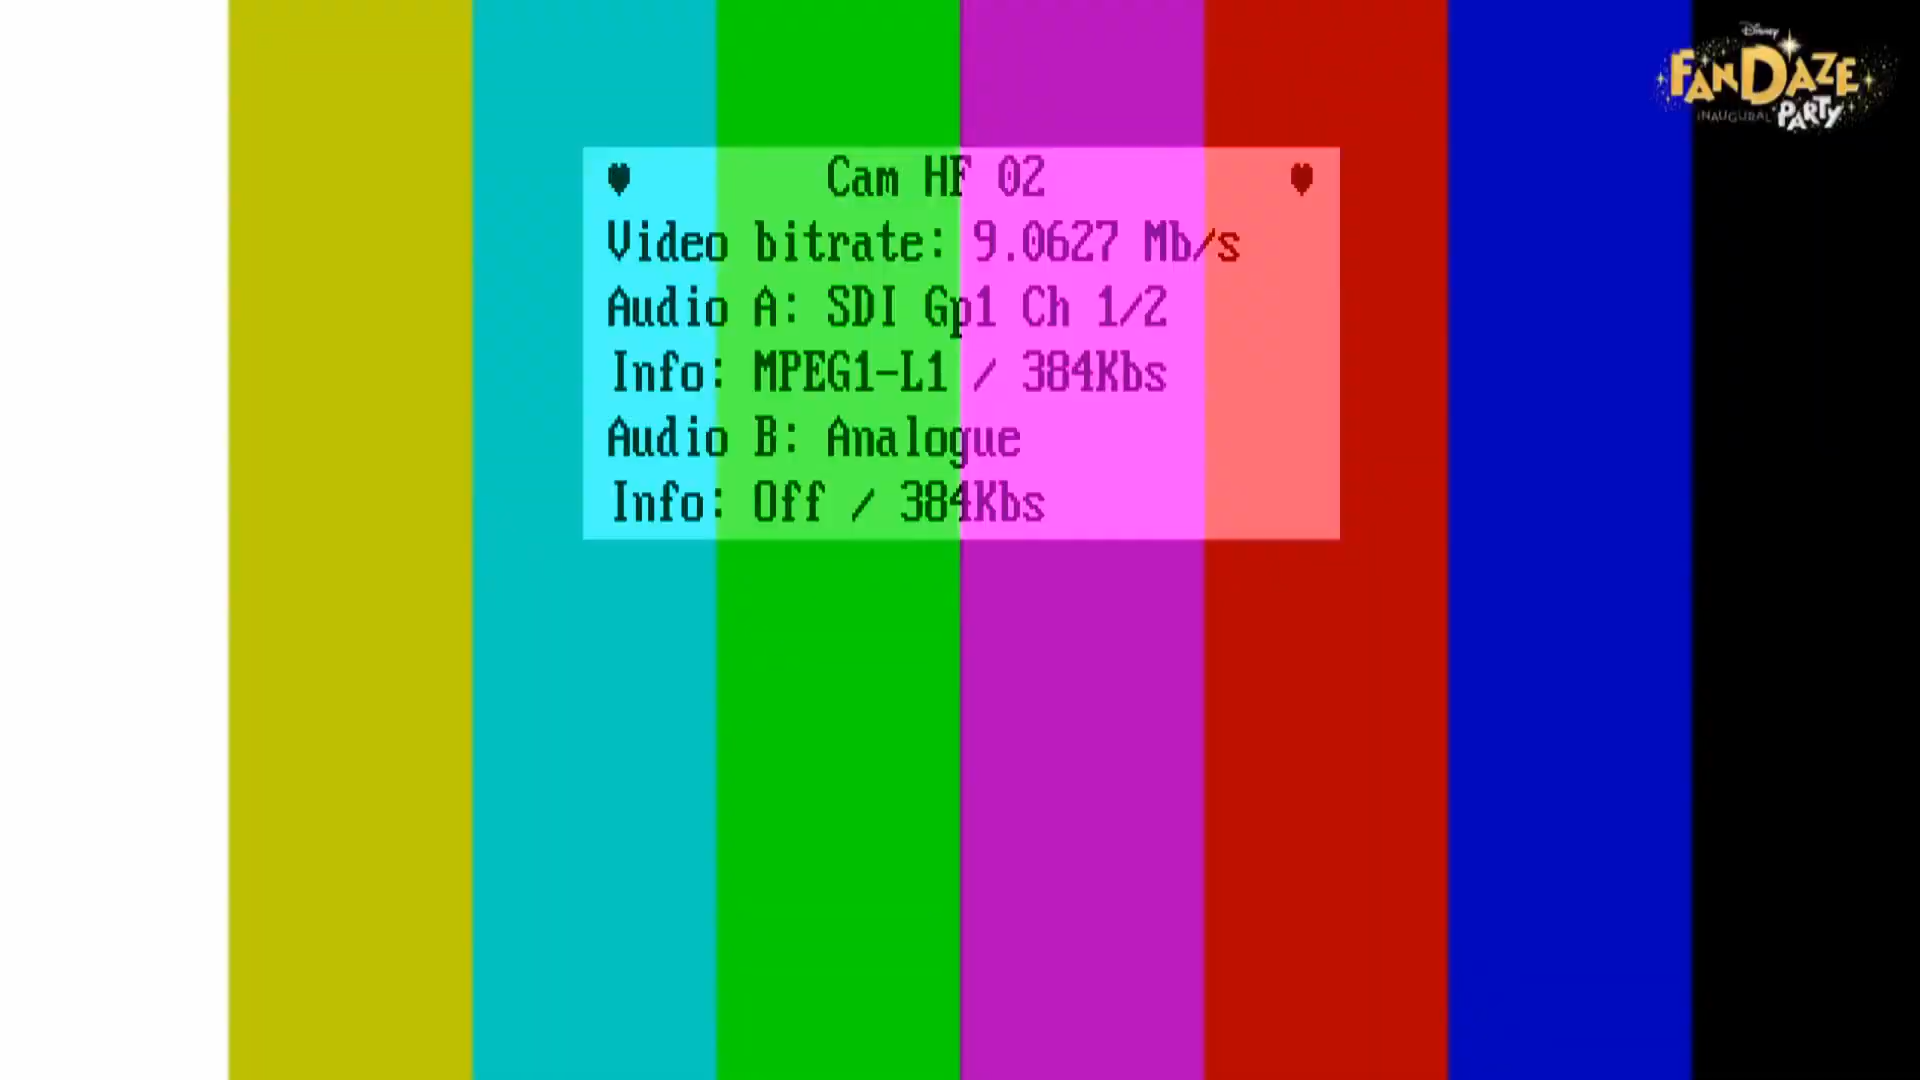 Disney
FANDAZE
INAUGURAL PARTY
♥ Cam HF 02 ♥
Video bitrate: 9.0627 Mb/s
Audio A: SDI Gp1 Ch 1/2
Info: MPEG1-L1 / 384Kbs
Audio B: Analogue
Info: Off / 384Kbs